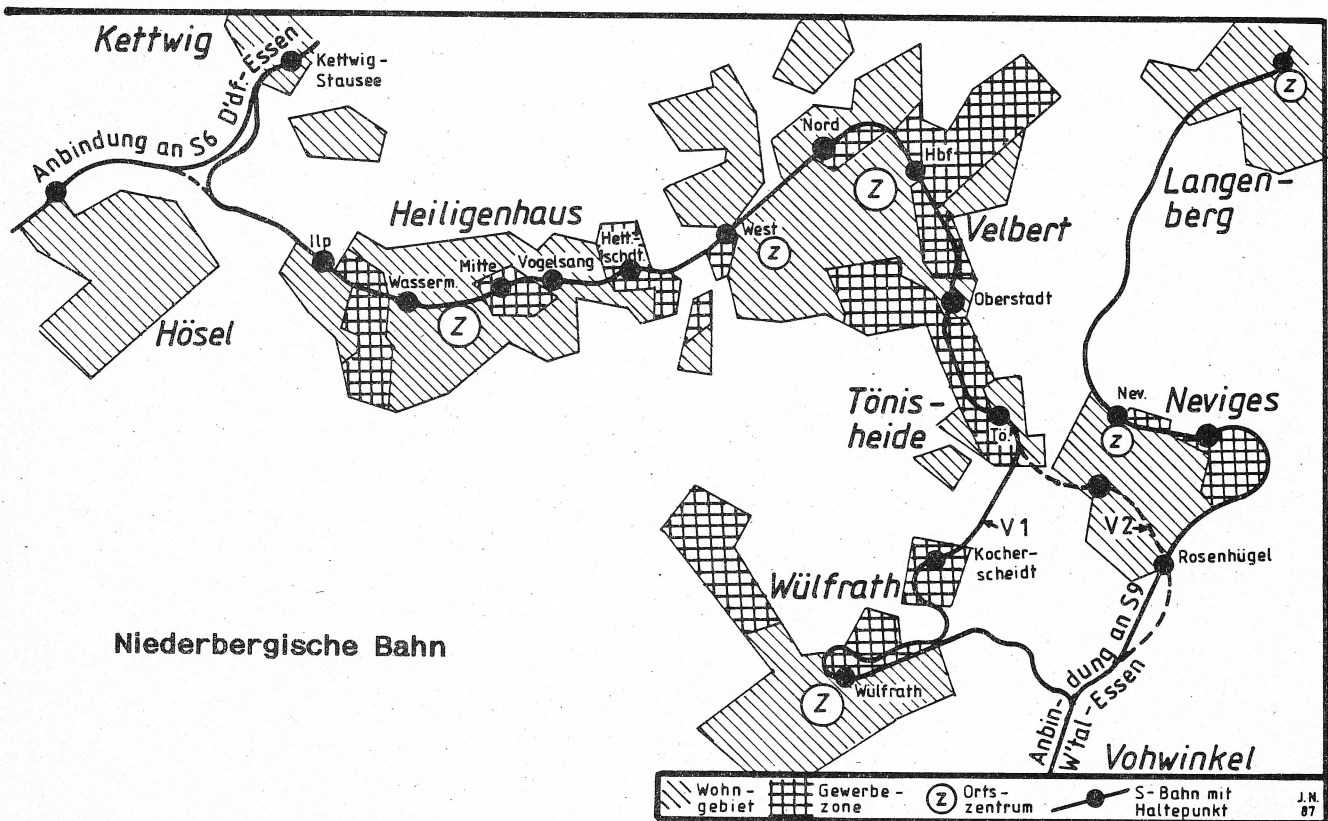 Kettwig
D'df.-Essen
Kettwig-
Stausee
Anbindung an S6
Hösel
Heiligenhaus
Ilp
Wasserm.
Mitte
Vogelsang
Hett.-
schdt.
Z
West
Z
Nord
Z
Hbf
Velbert
Oberstadt
Langen-
berg
Z
Tönis-
heide
Tö.
Nev.
Neviges
Z
V1
V2
Rosenhügel
Kocher-
scheidt
Wülfrath
Wülfrath
Z
Anbin-
dung an S9
W'tal-Essen
Vohwinkel
Niederbergische Bahn
Wohn-
gebiet
Gewerbe-
zone
Z
Orts-
zentrum
S-Bahn mit
Haltepunkt
J.N.
87